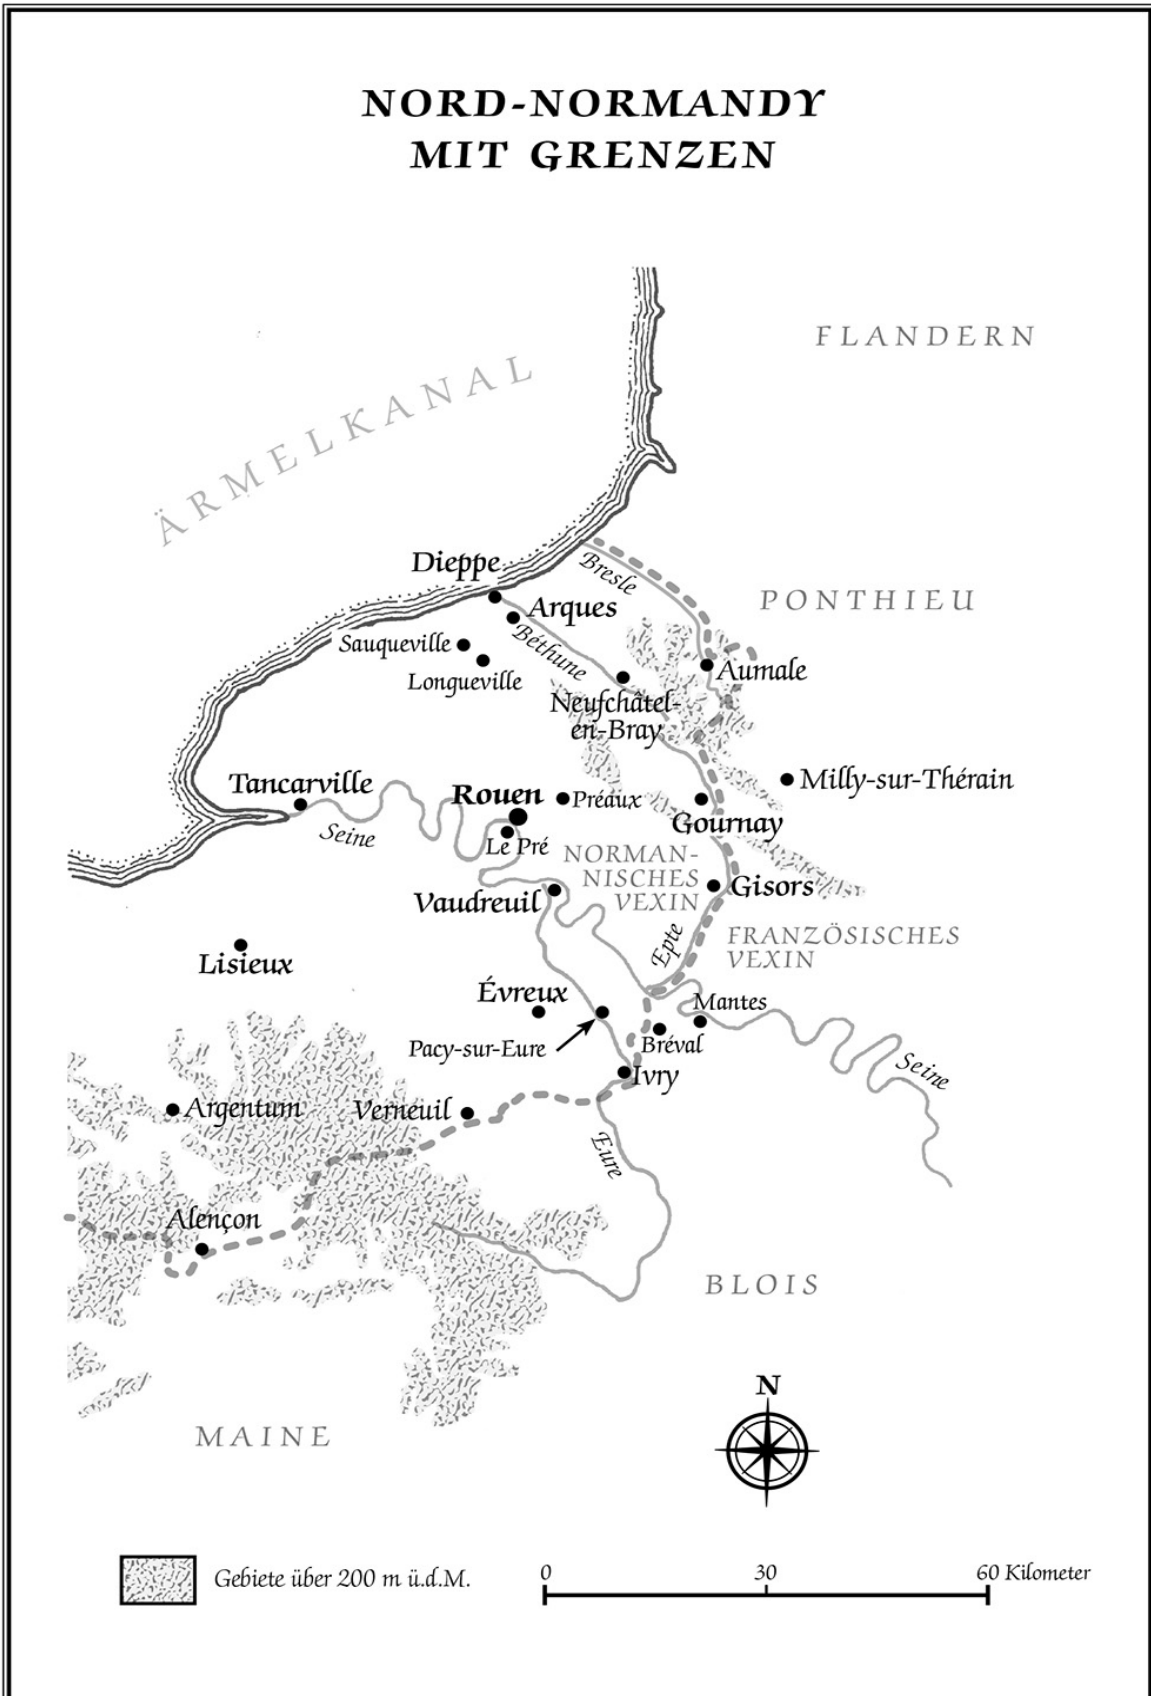 NORD-NORMANDY
MIT GRENZEN
FLANDERN
ÄRMELKANAL
Dieppe
Bresle
PONTHIEU
Arques
Sauqueville
Béthune
Longueville
Aumale
Neufchâtel-
en-Bray
Tancarville
Milly-sur-Thérain
Rouen
Préaux
Seine
Le Pré
Gournay
NORMAN-
NISCHES
VEXIN
Gisors
Vaudreuil
Epte
FRANZÖSISCHES
VEXIN
Lisieux
Évreux
Mantes
Pacy-sur-Eure
Bréval
Ivry
Seine
Argentum
Verneuil
Eure
Alençon
BLOIS
MAINE
N
Gebiete über 200 m ü.d.M.
0 30 60 Kilometer